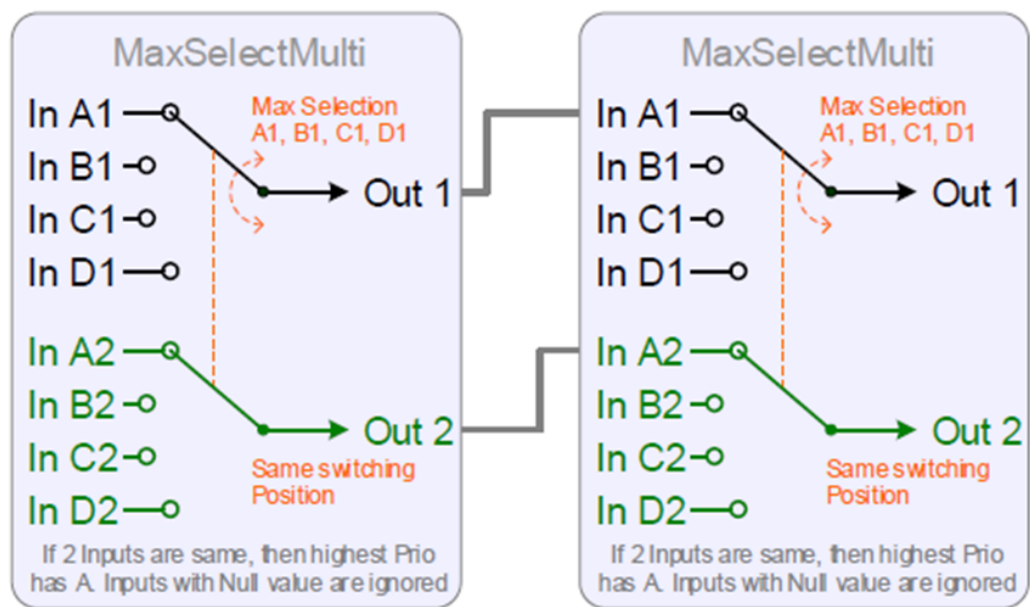 MaxSelectMulti
In A1
Max Selection
A1, B1, C1, D1
In B1
Out 1
In C1
In D1
In A2
In B2
Out 2
In C2
Same switching
Position
In D2
If 2 Inputs are same, then highest Prio
has A. Inputs with Null value are ignored
MaxSelectMulti
In A1
Max Selection
A1, B1, C1, D1
In B1
Out 1
In C1
In D1
In A2
In B2
Out 2
In C2
Same switching
Position
In D2
If 2 Inputs are same, then highest Prio
has A. Inputs with Null value are ignored